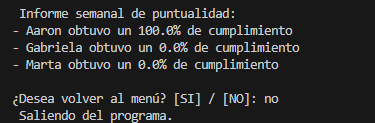 Informe semanal de puntualidad:
- Aaron obtuvo un 100.0% de cumplimiento
- Gabriela obtuvo un 0.0% de cumplimiento
- Marta obtuvo un 0.0% de cumplimiento
¿Desea volver al menú? [SI] / [NO]: no
Saliendo del programa.